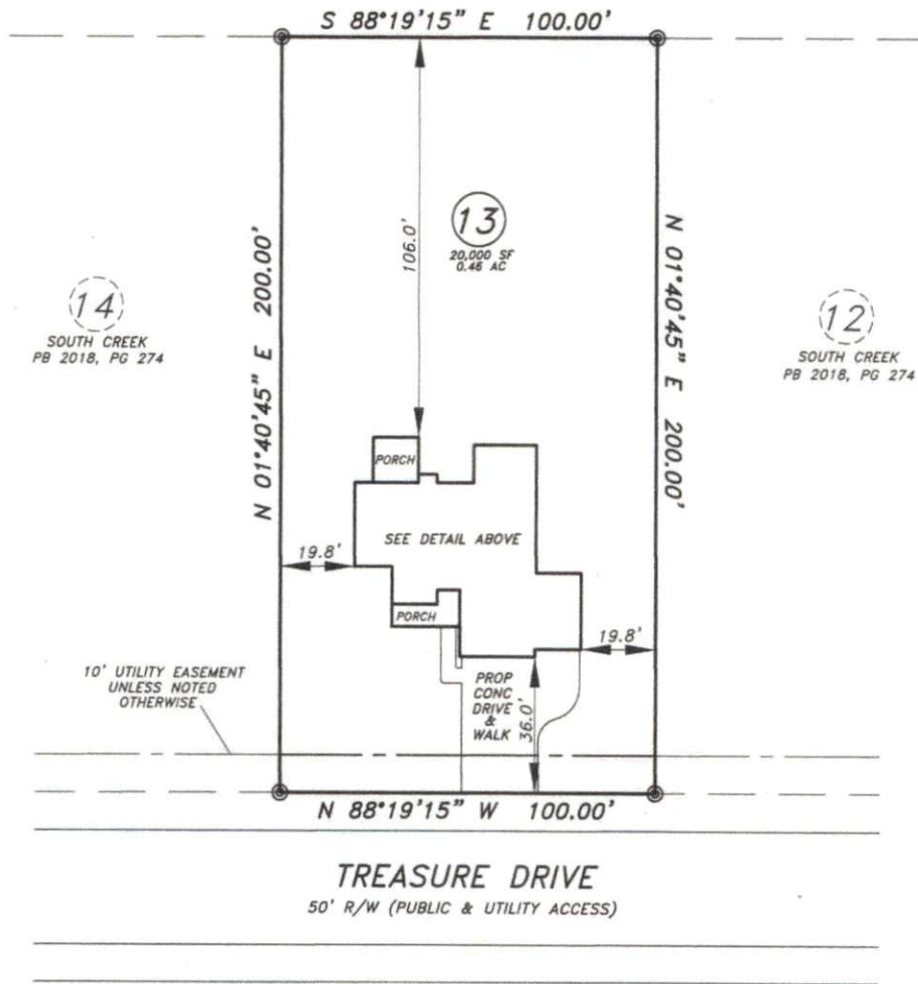 S 88°19'15" E 100.00'
106.0'
13
20,000 SF
0.46 AC
N 01°40'45" E 200.00'
N 01°40'45" E 200.00'
14
SOUTH CREEK
PB 2018, PG 274
12
SOUTH CREEK
PB 2018, PG 274
PORCH
SEE DETAIL ABOVE
19.8'
PORCH
19.8'
10' UTILITY EASEMENT
UNLESS NOTED
OTHERWISE
PROP
CONC
DRIVE
&
WALK
36.0'
N 88°19'15" W 100.00'
TREASURE DRIVE
50' R/W (PUBLIC & UTILITY ACCESS)